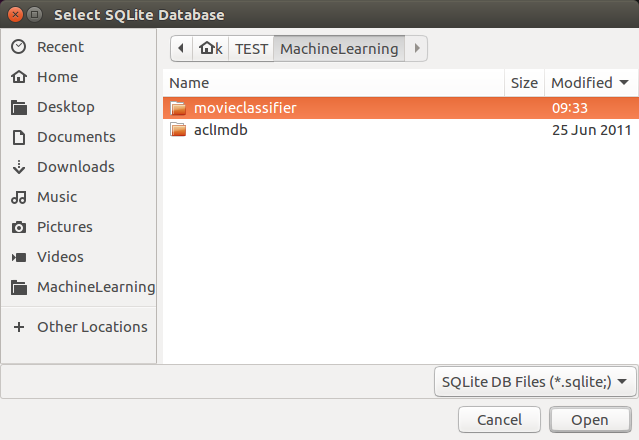 Select SQLite Database
Recent
Home
Desktop
Documents
Downloads
Music
Pictures
Videos
MachineLearning
Other Locations
k TEST MachineLearning
Name Size Modified
movieclassifier 09:33
aclImdb 25 Jun 2011
SQLite DB Files (*.sqlite;)
Cancel Open